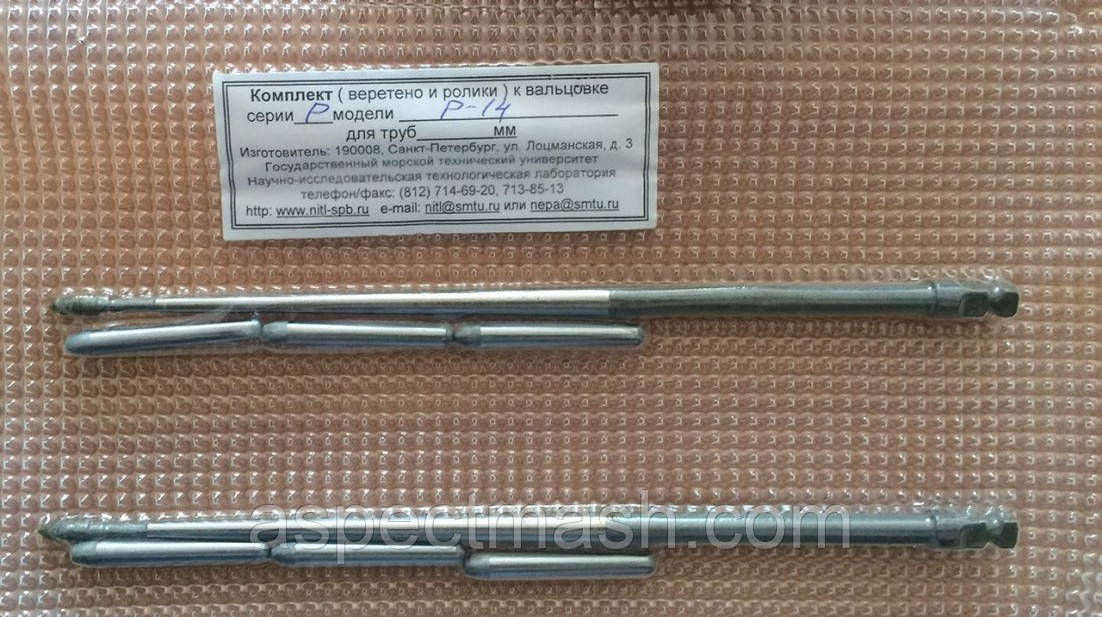 Комплект ( веретено и ролики ) к вальцовке
серии Р модели Р-14
для труб________мм
Изготовитель: 190008, Санкт-Петербург, ул. Лоцманская, д. 3
Государственный морской технический университет
Научно-исследовательская технологическая лаборатория
телефон/факс: (812) 714-69-20, 713-85-13
http: www.nitl-spb.ru e-mail: nitl@smtu.ru или nepa@smtu.ru
aspectmash.com